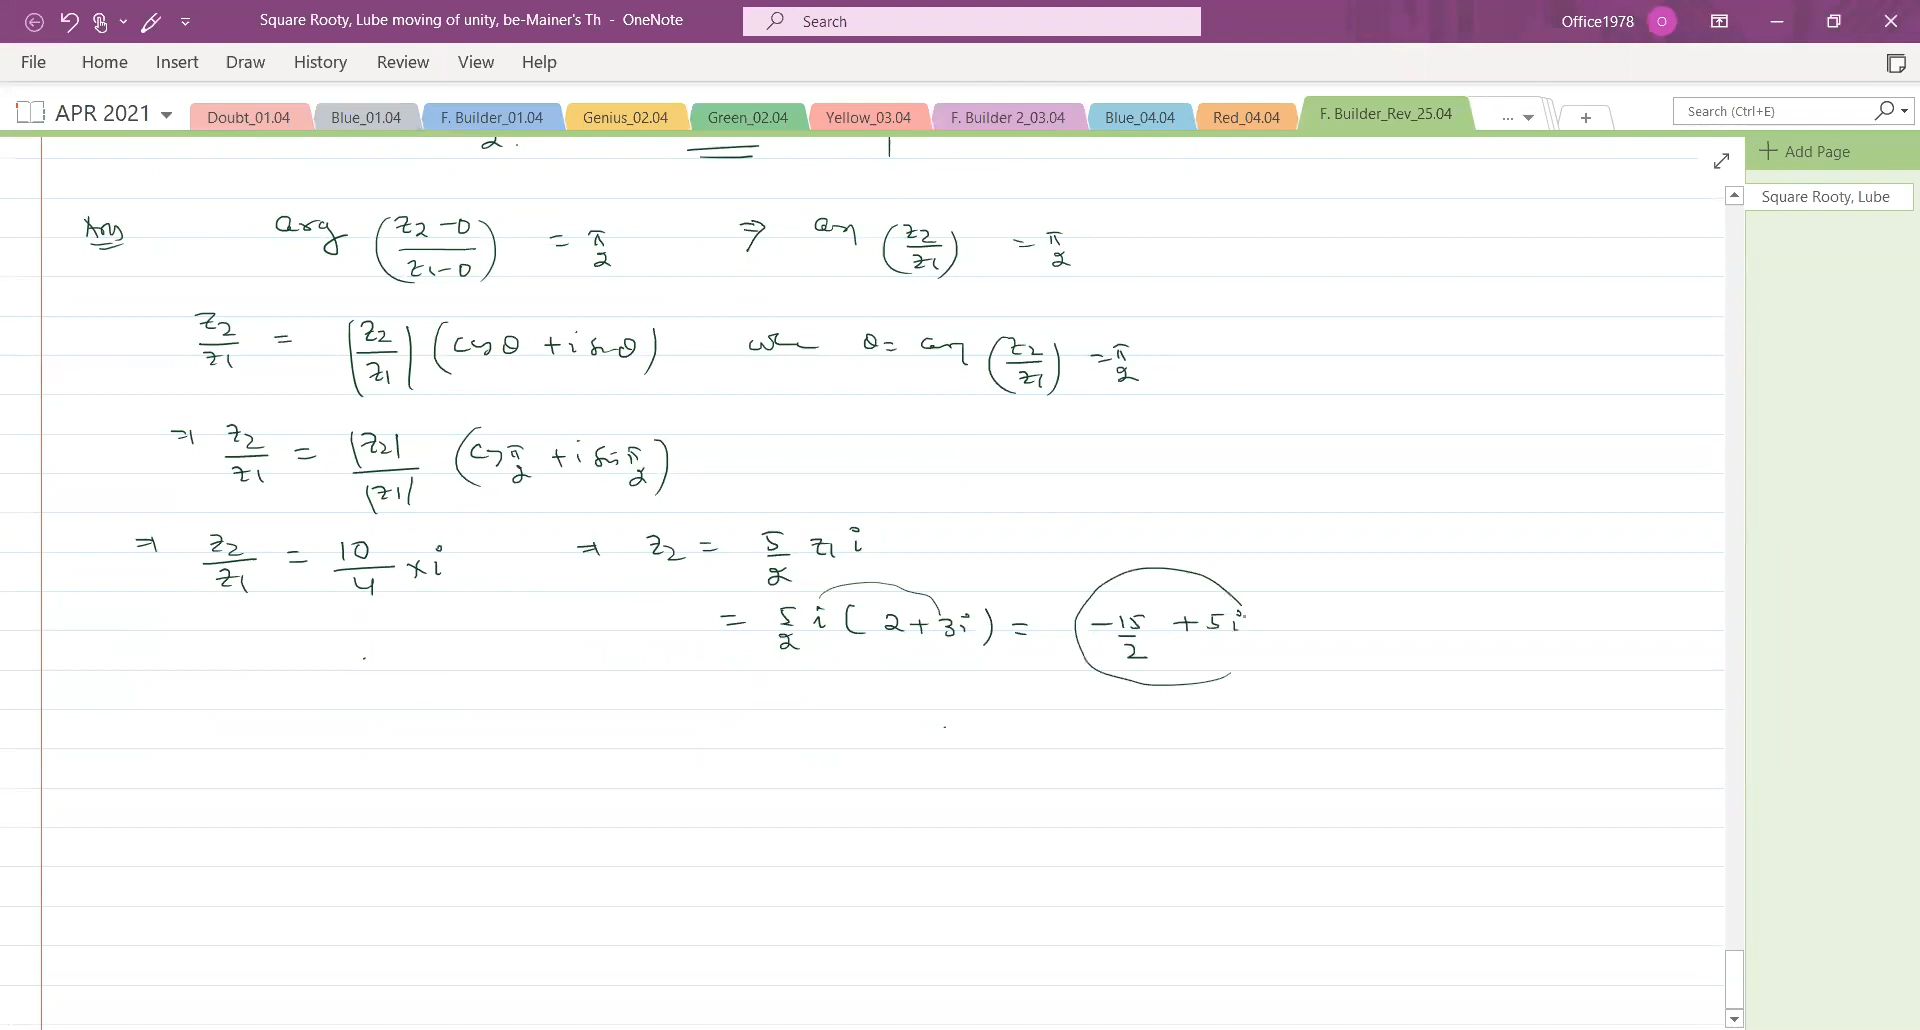 Square Rooty, Lube moving of unity, be-Mainer's Th - OneNote
Search
Office1978 O
File Home Insert Draw History Review View Help
APR 2021 Doubt_01.04 Blue_01.04 F. Builder_01.04 Genius_02.04 Green_02.04 Yellow_03.04 F. Builder 2_03.04 Blue_04.04 Red_04.04 F. Builder_Rev_25.04 ... +
Search (Ctrl+E)
+ Add Page
Square Rooty, Lube
2.
Ans arg ((z2-0)/(z1-0)) = π/2 ⇒ arg (z2/z1) = π/2
z2/z1 = |z2/z1| (cos θ + i sin θ) where θ = arg (z2/z1) = π/2
⇒ z2/z1 = |z2|/|z1| (cos π/2 + i sin π/2)
⇒ z2/z1 = 10/4 × i ⇒ z2 = 5/2 z1 i
= 5/2 i (2+3i) = -15/2 + 5i